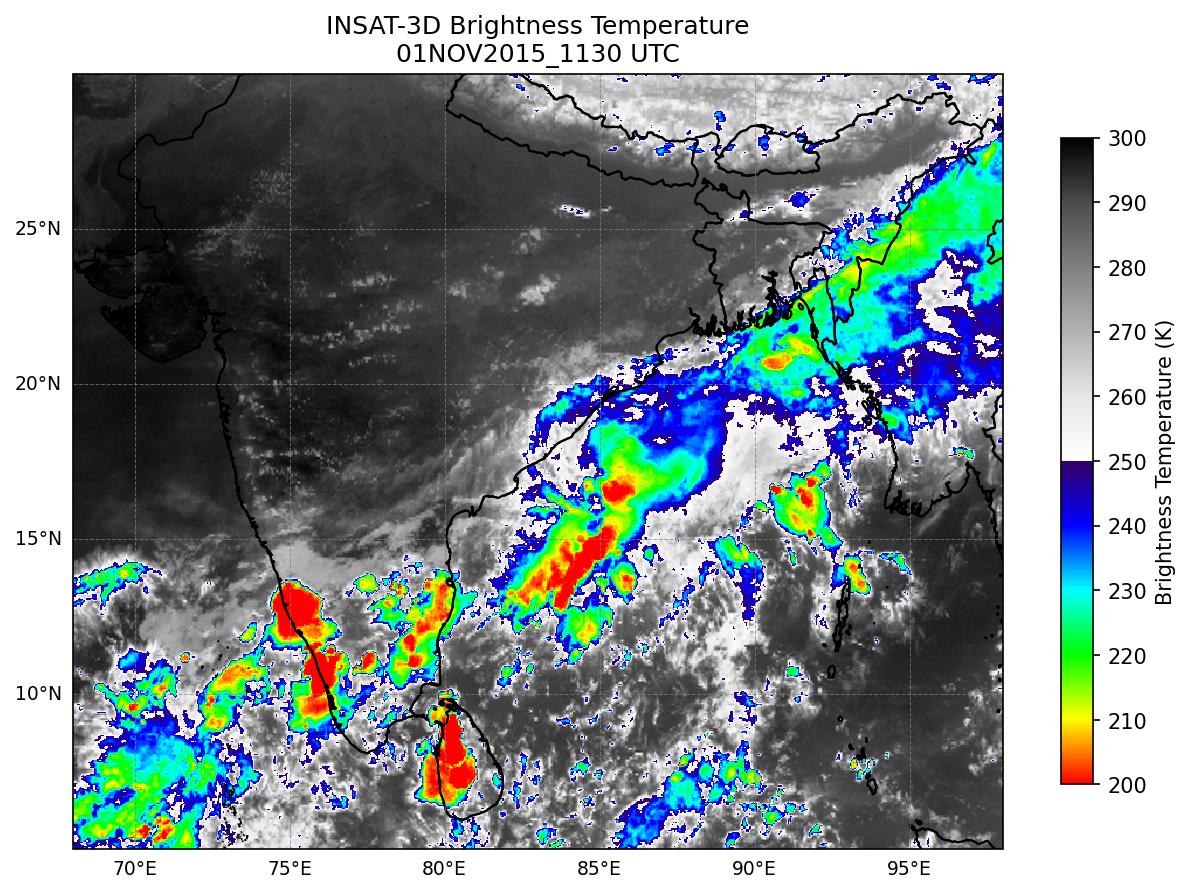 INSAT-3D Brightness Temperature
01NOV2015_1130 UTC
25°N
20°N
15°N
10°N
70°E
75°E
80°E
85°E
90°E
95°E
300
290
280
270
260
250
240
230
220
210
200
Brightness Temperature (K)